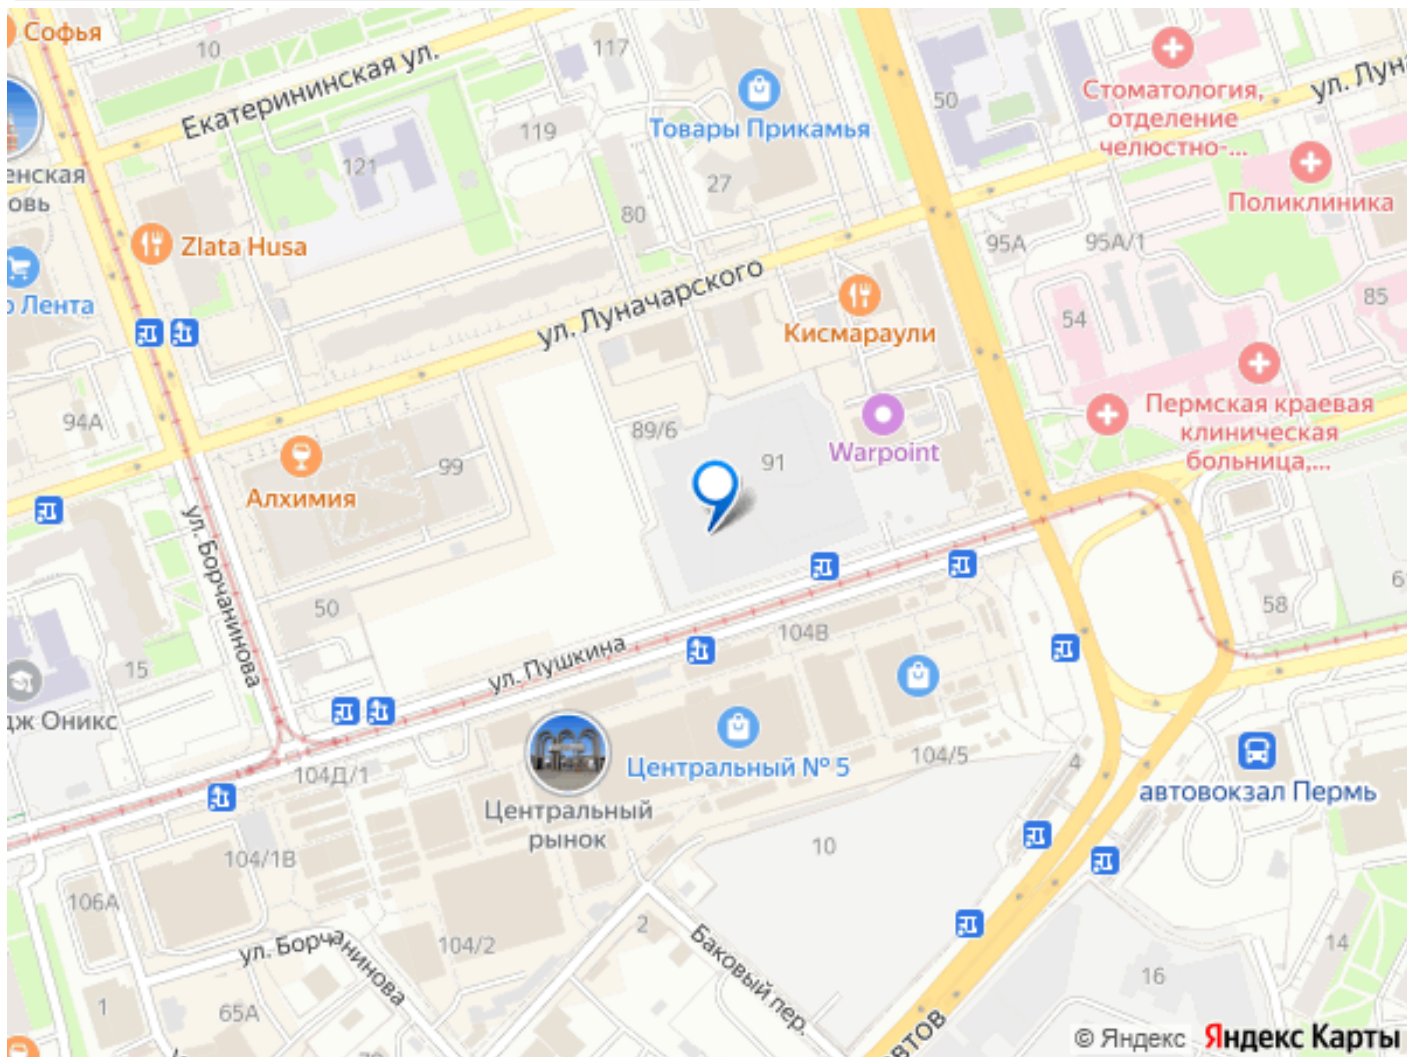 Софья
10
117
Екатерининская ул.
Товары Прикамья
119
121
27
80
50
Стоматология,
отделение
челюстно-...
ул. Лун
Поликлиника
енская
овь
Zlata Husa
о Лента
95А
95А/1
85
54
ул. Луначарского
Кисмараули
94А
89/6
91
Warpoint
Пермская краевая
клиническая
больница,...
99
Алхимия
ул. Борчанинова
50
15
дж Оникс
ул. Пушкина
104В
58
6
104Д/1
Центральный № 5
104/5
4
автовокзал Пермь
Центральный
рынок
10
104/1В
106А
104/2
2
ул. Борчанинова
Баковый пер.
14
16
1
65А
втов
© Яндекс Яндекс Карты